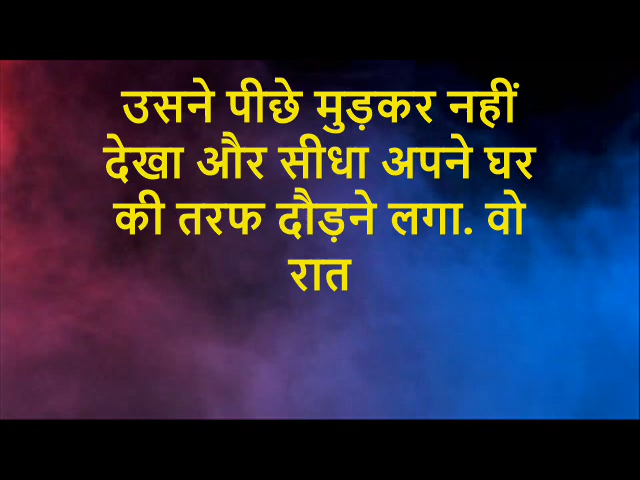 उसने पीछे मुड़कर नहीं
देखा और सीधा अपने घर
की तरफ दौड़ने लगा. वो
रात